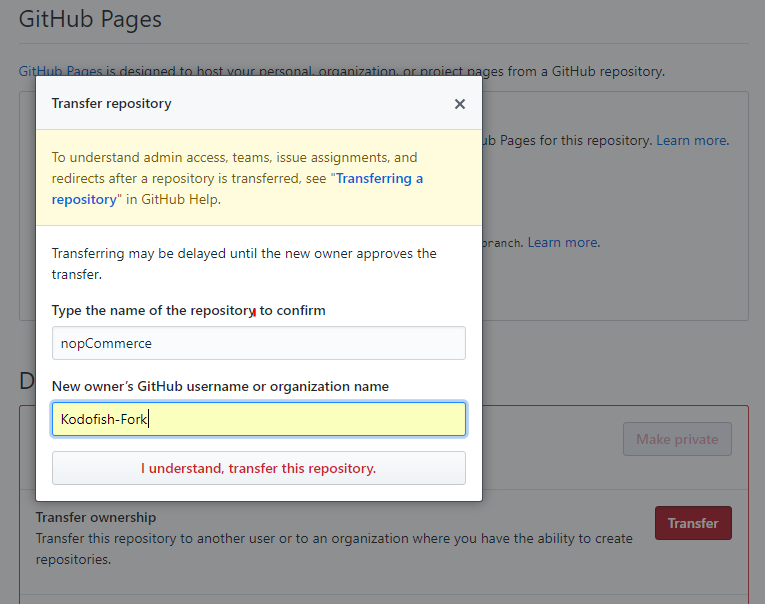 GitHub Pages
GitHub Pages is designed to host your personal, organization, or project pages from a GitHub repository.
Transfer repository
To understand admin access, teams, issue assignments, and
redirects after a repository is transferred, see "Transferring a
repository" in GitHub Help.
Pages for this repository. Learn more.
branch. Learn more.
Transferring may be delayed until the new owner approves the
transfer.
Type the name of the repository to confirm
nopCommerce
New owner's GitHub username or organization name
Kodofish-Fork
I understand, transfer this repository.
Make private
Transfer ownership
Transfer this repository to another user or to an organization where you have the ability to create
repositories.
Transfer